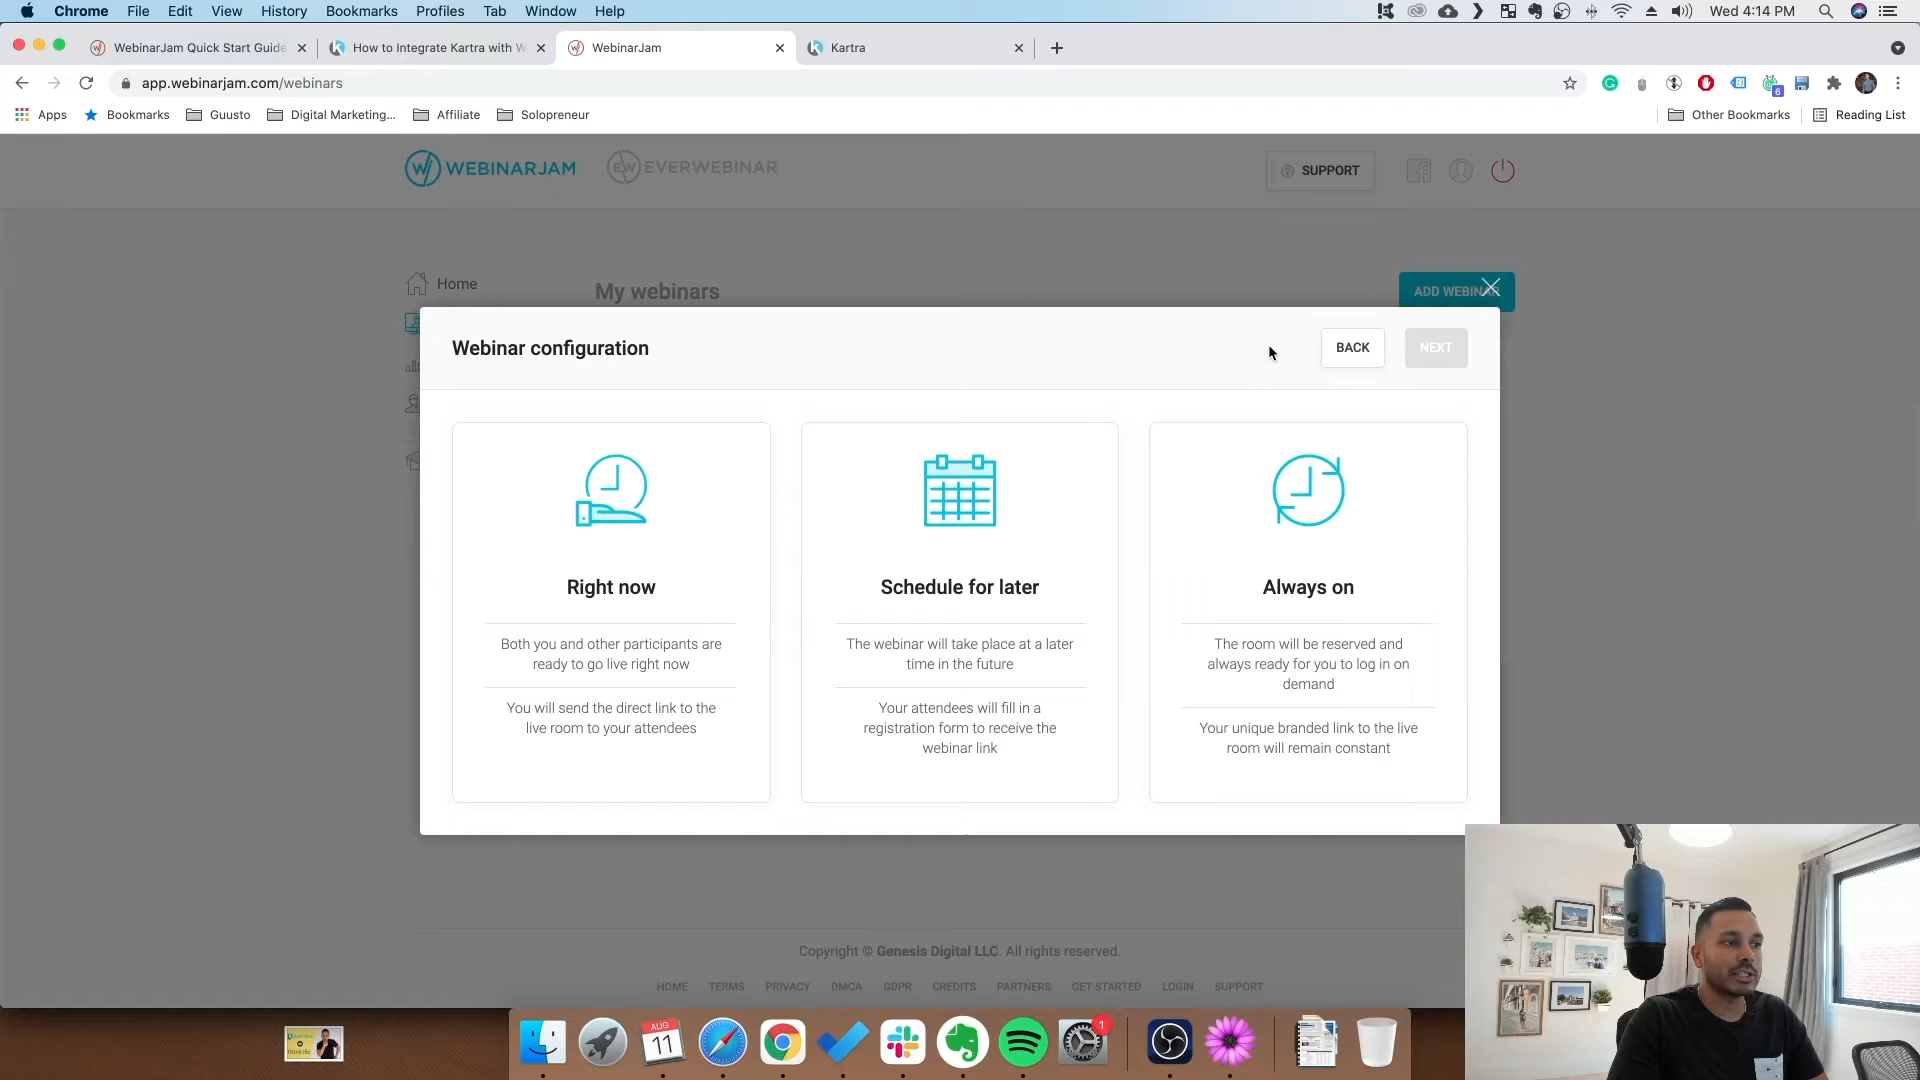 Chrome File Edit View History Bookmarks Profiles Tab Window Help Wed 4:14 PM
WebinarJam Quick Start Guide How to Integrate Kartra with W WebinarJam Kartra
app.webinarjam.com/webinars 6
Apps Bookmarks Guusto Digital Marketing... Affiliate Solopreneur Other Bookmarks Reading List
WEBINARJAM EVERWEBINAR SUPPORT
Home My webinars ADD WEBINAR
Webinar configuration BACK NEXT
Right now
Both you and other participants are
ready to go live right now
You will send the direct link to the
live room to your attendees
Schedule for later
The webinar will take place at a later
time in the future
Your attendees will fill in a
registration form to receive the
webinar link
Always on
The room will be reserved and
always ready for you to log in on
demand
Your unique branded link to the live
room will remain constant
Copyright © Genesis Digital LLC. All rights reserved.
HOME TERMS PRIVACY DMCA GDPR CREDITS PARTNERS GET STARTED LOGIN SUPPORT
AUG
11
1